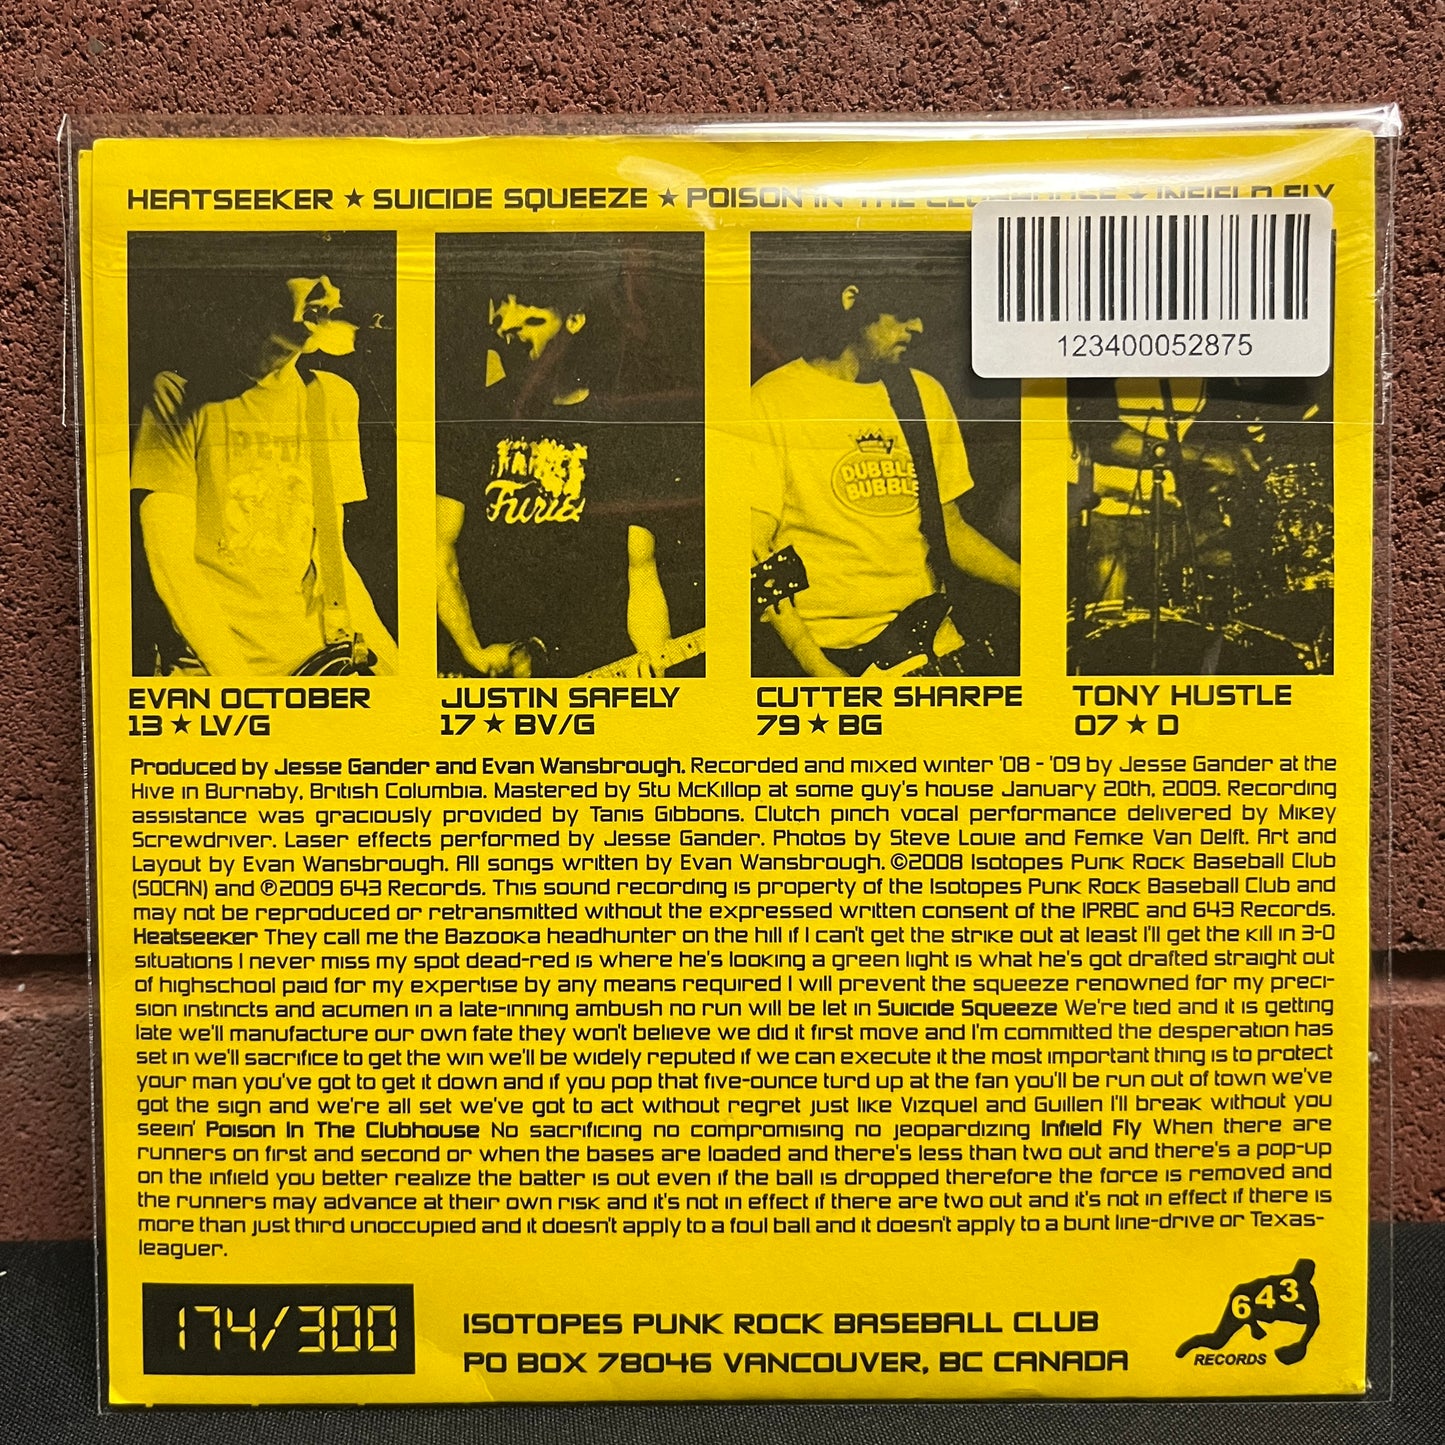 HEATSEEKER ★ SUICIDE SQUEEZE ★ POISON IN THE CLUBHOUSE ★ INFIELD FLY
123400052875
PET
Furies
DUBBLE
BUBBLE
EVAN OCTOBER
13 ★ LV/G
JUSTIN SAFELY
17 ★ BV/G
CUTTER SHARPE
79 ★ BG
TONY HUSTLE
07 ★ D
Produced by Jesse Gander and Evan Wansbrough. Recorded and mixed winter '08 - '09 by Jesse Gander at the
Hive in Burnaby, British Columbia. Mastered by Stu McKillop at some guy's house January 20th, 2009. Recording
assistance was graciously provided by Tanis Gibbons. Clutch pinch vocal performance delivered by Mikey
Screwdriver. Laser effects performed by Jesse Gander. Photos by Steve Louie and Femke Van Delft. Art and
Layout by Evan Wansbrough. All songs written by Evan Wansbrough. ©2008 Isotopes Punk Rock Baseball Club
(SOCAN) and ℗2009 643 Records. This sound recording is property of the Isotopes Punk Rock Baseball Club and
may not be reproduced or retransmitted without the expressed written consent of the IPRBC and 643 Records.
Heatseeker They call me the Bazooka headhunter on the hill if I can't get the strike out at least I'll get the kill in 3-0
situations I never miss my spot dead-red is where he's looking a green light is what he's got drafted straight out
of highschool paid for my expertise by any means required I will prevent the squeeze renowned for my preci-
sion instincts and acumen in a late-inning ambush no run will be let in Suicide Squeeze We're tied and it is getting
late we'll manufacture our own fate they won't believe we did it first move and I'm committed the desperation has
set in we'll sacrifice to get the win we'll be widely reputed if we can execute it the most important thing is to protect
your man you've got to get it down and if you pop that five-ounce turd up at the fan you'll be run out of town we've
got the sign and we're all set we've got to act without regret just like Vizquel and Guillen I'll break without you
seein' Poison In The Clubhouse No sacrificing no compromising no jeopardizing Infield Fly When there are
runners on first and second or when the bases are loaded and there's less than two out and there's a pop-up
on the infield you better realize the batter is out even if the ball is dropped therefore the force is removed and
the runners may advance at their own risk and it's not in effect if there are two out and it's not in effect if there is
more than just third unoccupied and it doesn't apply to a foul ball and it doesn't apply to a bunt line-drive or Texas-
leaguer.
174/300
ISOTOPES PUNK ROCK BASEBALL CLUB
PO BOX 78046 VANCOUVER, BC CANADA
643
RECORDS